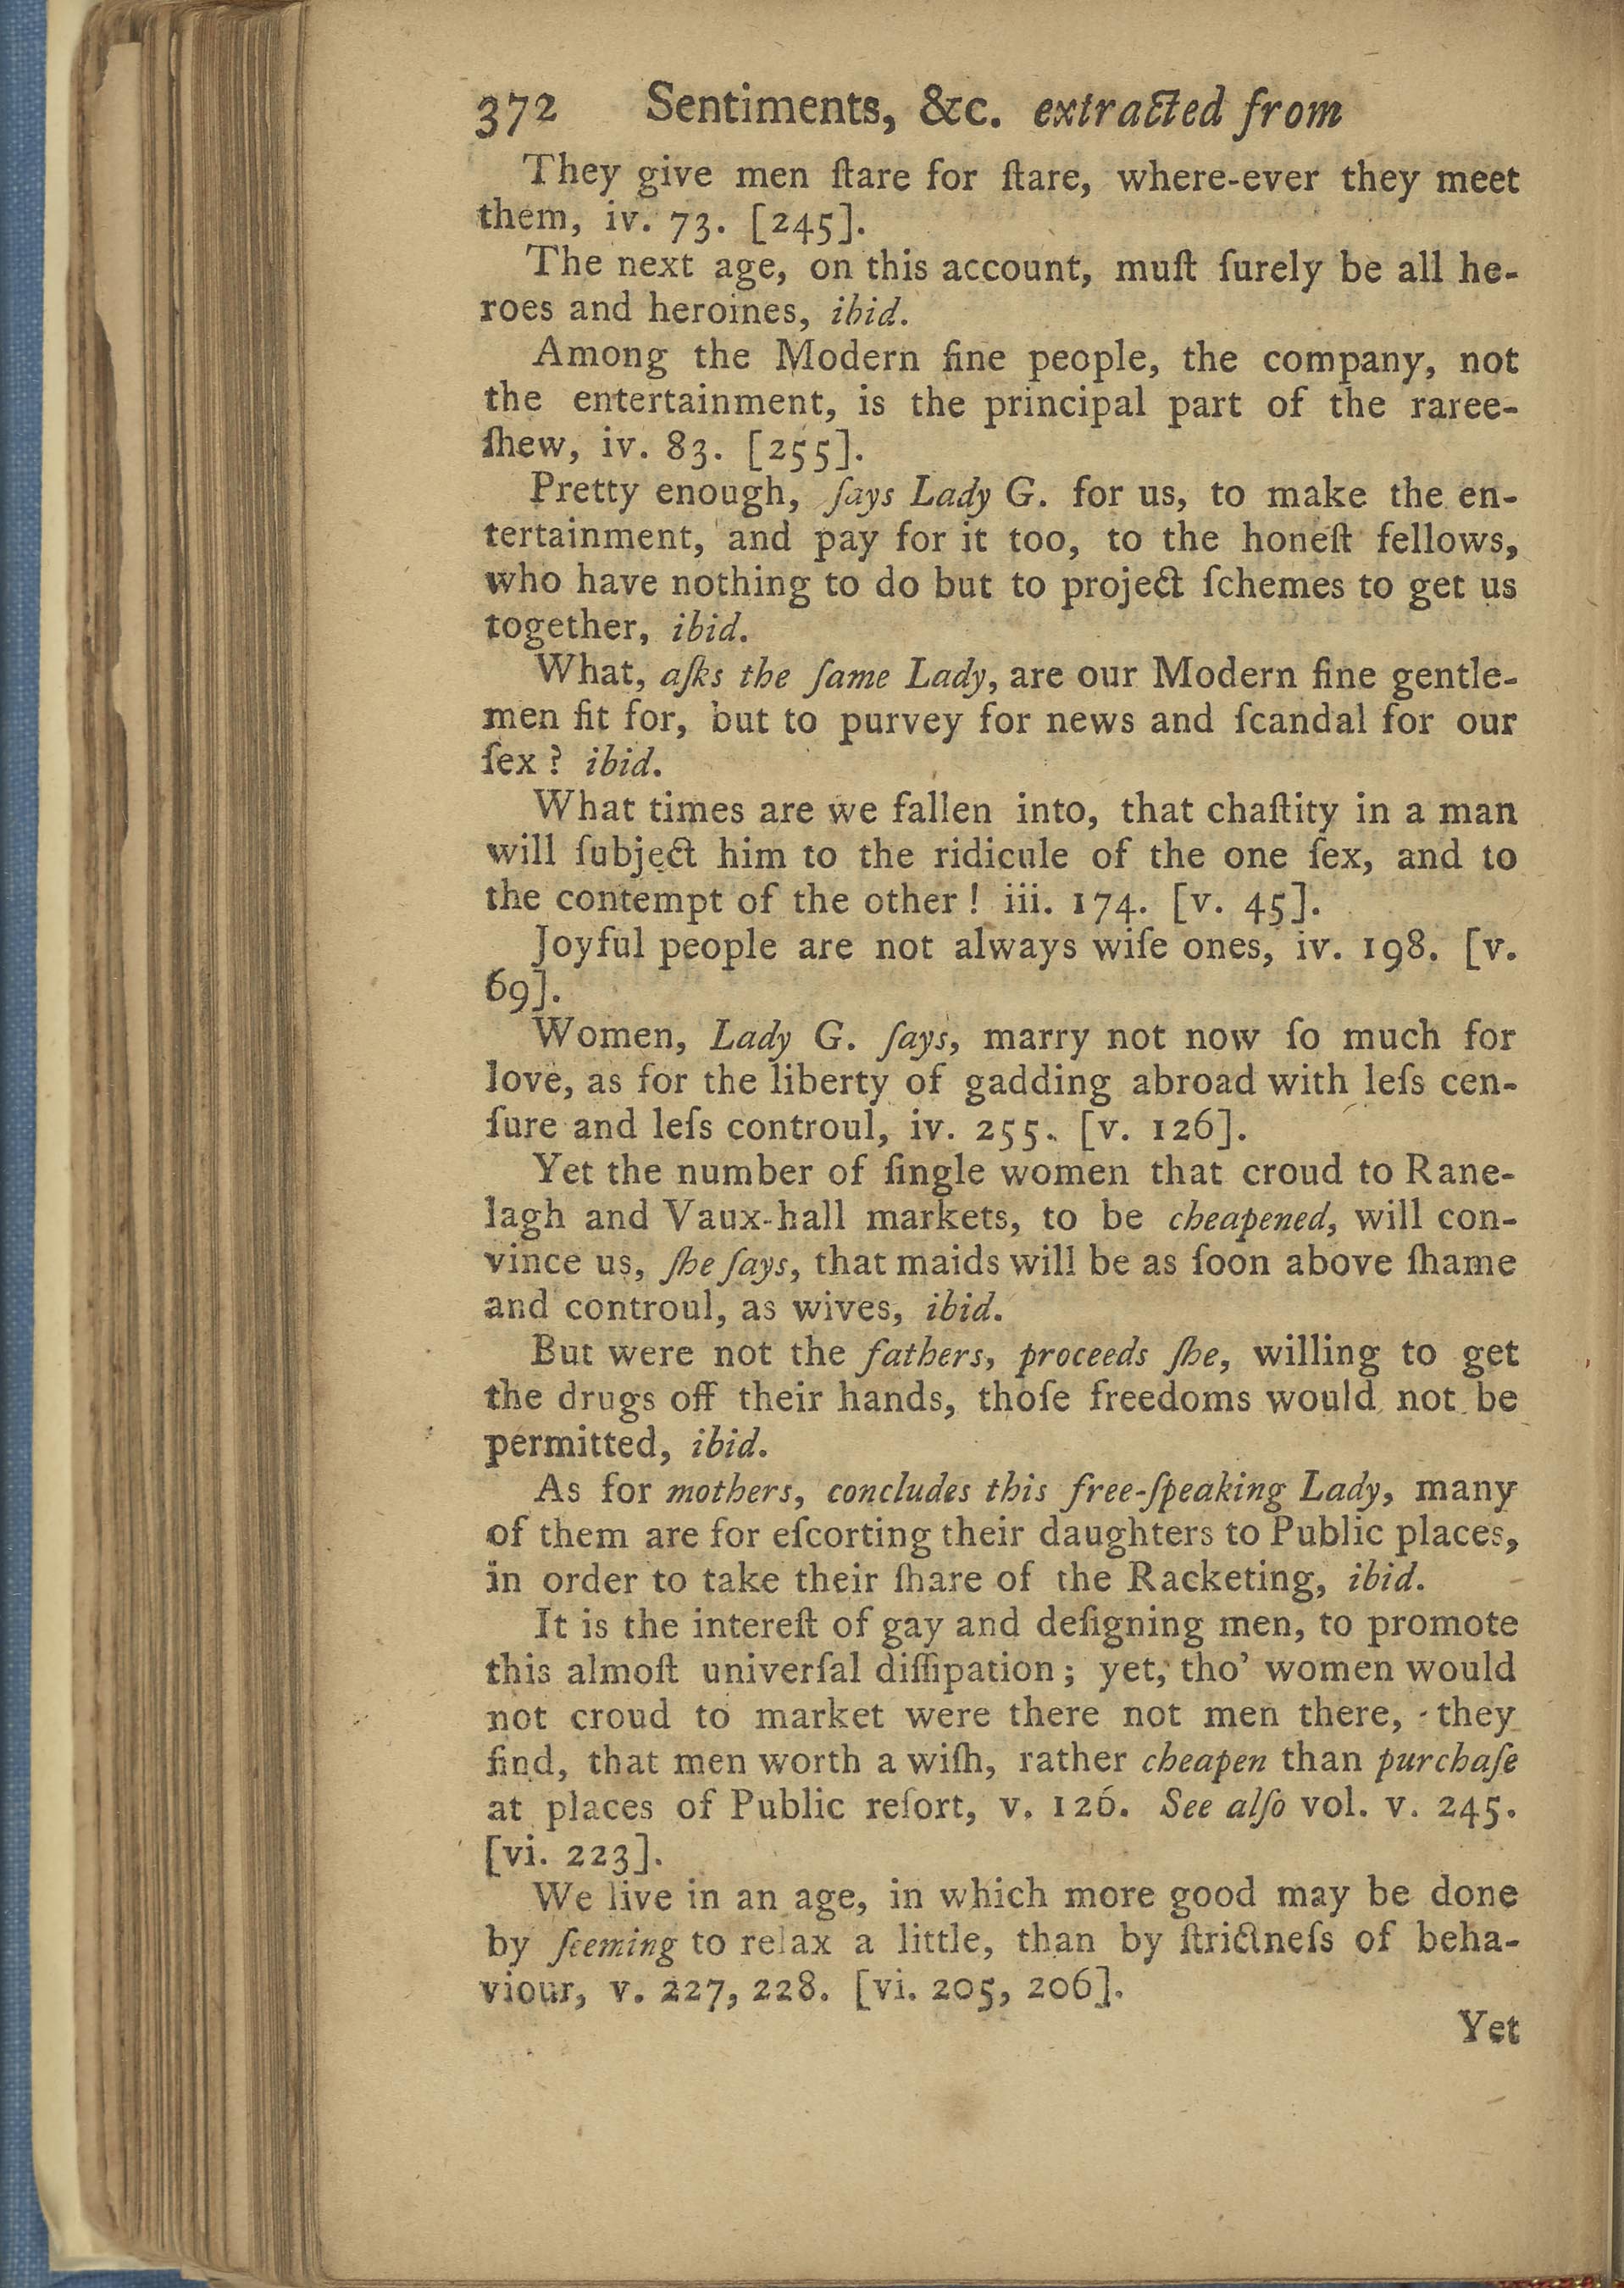 372 Sentiments, &c. extracted from
They give men ſtare for ſtare, where-ever they meet
them, iv. 73. [245].
The next age, on this account, muſt ſurely be all he-
roes and heroines, ibid.
Among the Modern fine people, the company, not
the entertainment, is the principal part of the raree-
ſhew, iv. 83. [255].
Pretty enough, ſays Lady G. for us, to make the en-
tertainment, and pay for it too, to the honeſt fellows,
who have nothing to do but to project ſchemes to get us
together, ibid.
What, aſks the ſame Lady, are our Modern fine gentle-
men fit for, but to purvey for news and ſcandal for our
ſex? ibid.
What times are we fallen into, that chaſtity in a man
will ſubject him to the ridicule of the one ſex, and to
the contempt of the other! iii. 174. [v. 45].
Joyful people are not always wiſe ones, iv. 198. [v.
69].
Women, Lady G. ſays, marry not now ſo much for
love, as for the liberty of gadding abroad with leſs cen-
ſure and leſs controul, iv. 255. [v. 126].
Yet the number of ſingle women that croud to Rane-
lagh and Vaux-hall markets, to be cheapened, will con-
vince us, ſhe ſays, that maids will be as ſoon above ſhame
and controul, as wives, ibid.
But were not the fathers, proceeds ſhe, willing to get
the drugs off their hands, thoſe freedoms would not be
permitted, ibid.
As for mothers, concludes this free-ſpeaking Lady, many
of them are for eſcorting their daughters to Public places,
in order to take their ſhare of the Racketing, ibid.
It is the intereſt of gay and deſigning men, to promote
this almoſt univerſal diſſipation; yet, tho' women would
not croud to market were there not men there, they
find, that men worth a wiſh, rather cheapen than purchaſe
at places of Public reſort, v. 126. See alſo vol. v. 245.
[vi. 223].
We live in an age, in which more good may be done
by ſeeming to relax a little, than by ſtrictneſs of beha-
viour, v. 227, 228. [vi. 205, 206].
Yet